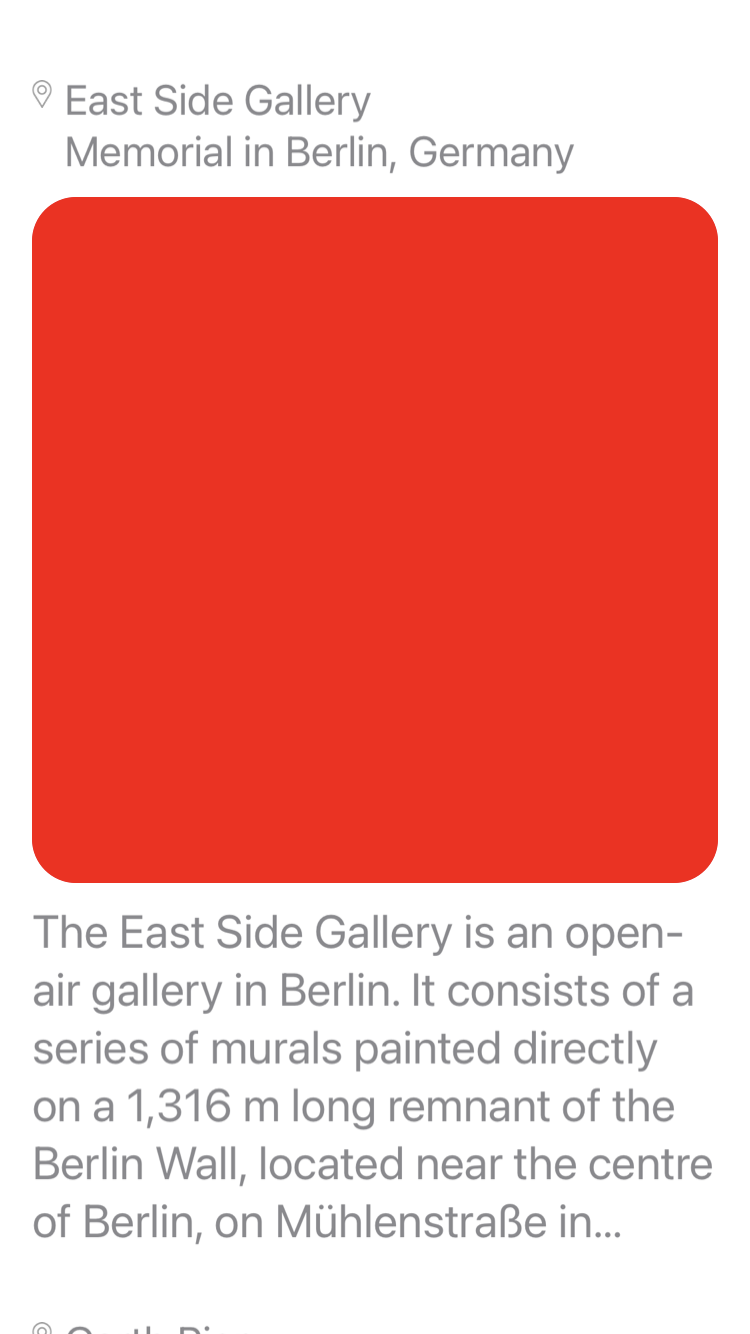 East Side Gallery
Memorial in Berlin, Germany
The East Side Gallery is an open-
air gallery in Berlin. It consists of a
series of murals painted directly
on a 1,316 m long remnant of the
Berlin Wall, located near the centre
of Berlin, on Mühlenstraße in...